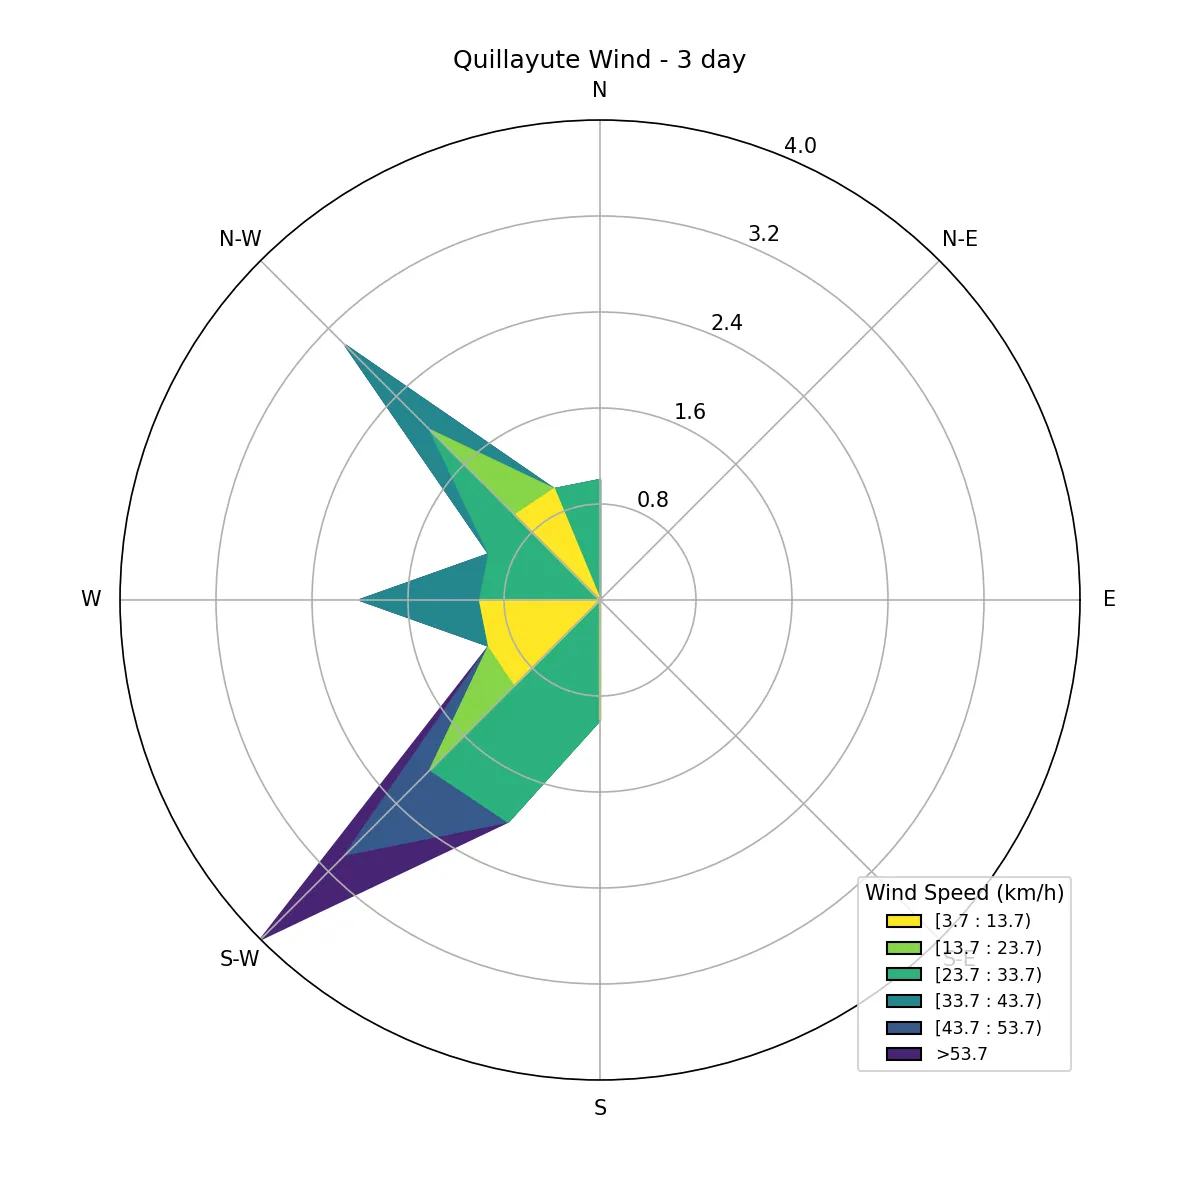 Quillayute Wind - 3 day
N
4.0
N-W
3.2
N-E
2.4
1.6
0.8
W
E
Wind Speed (km/h)
[3.7 : 13.7)
[13.7 : 23.7)
S-W
S-E
[23.7 : 33.7)
[33.7 : 43.7)
[43.7 : 53.7)
>53.7
S